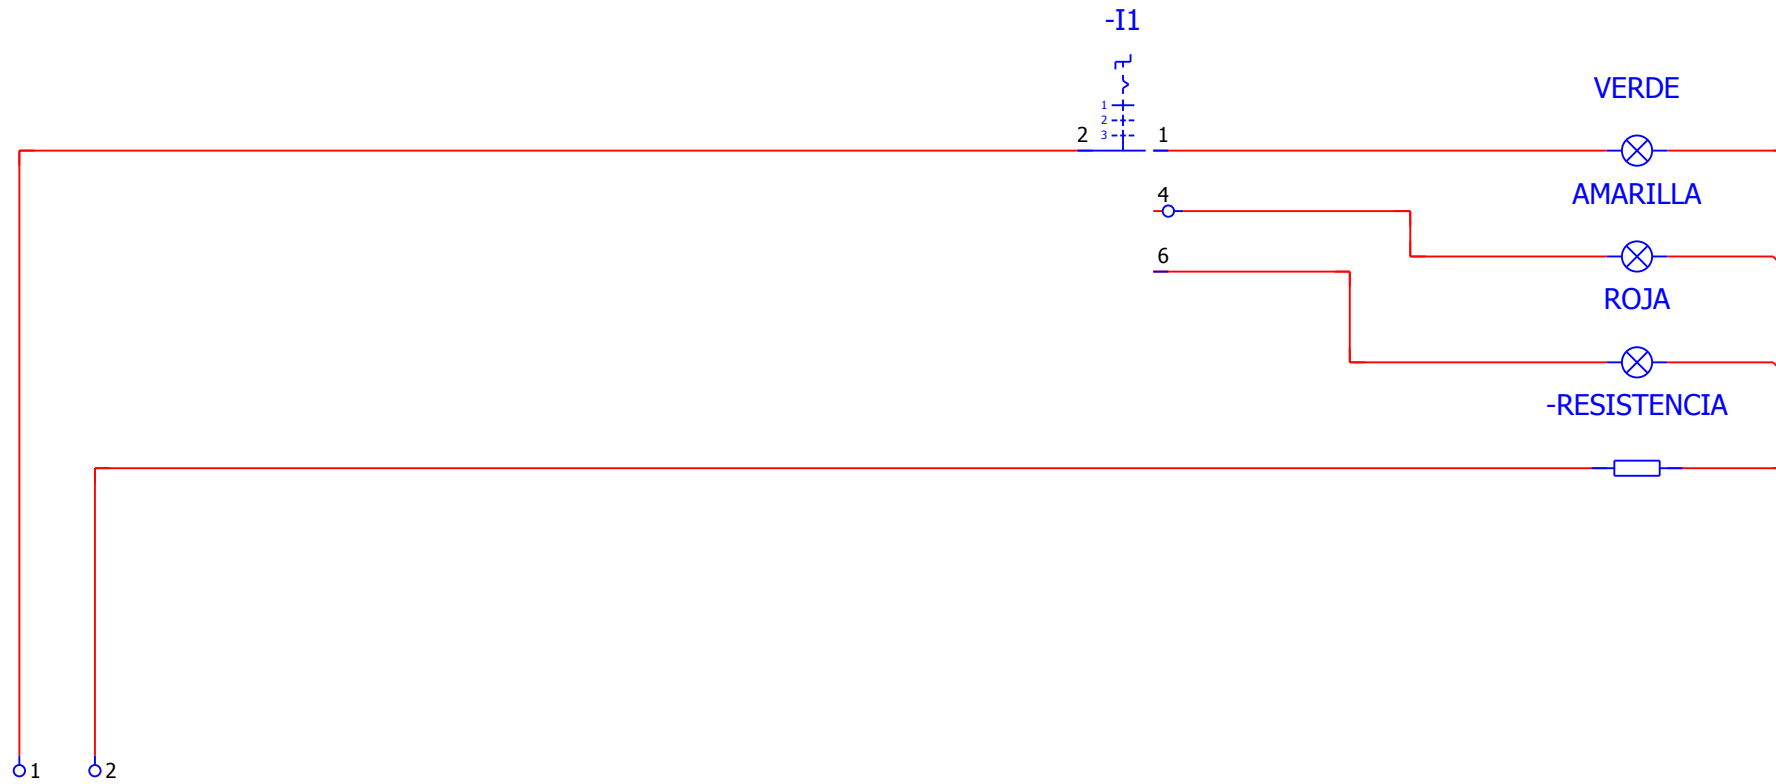 -I1
VERDE
1
2
3
2 1
AMARILLA
4
6
ROJA
-RESISTENCIA
1 2